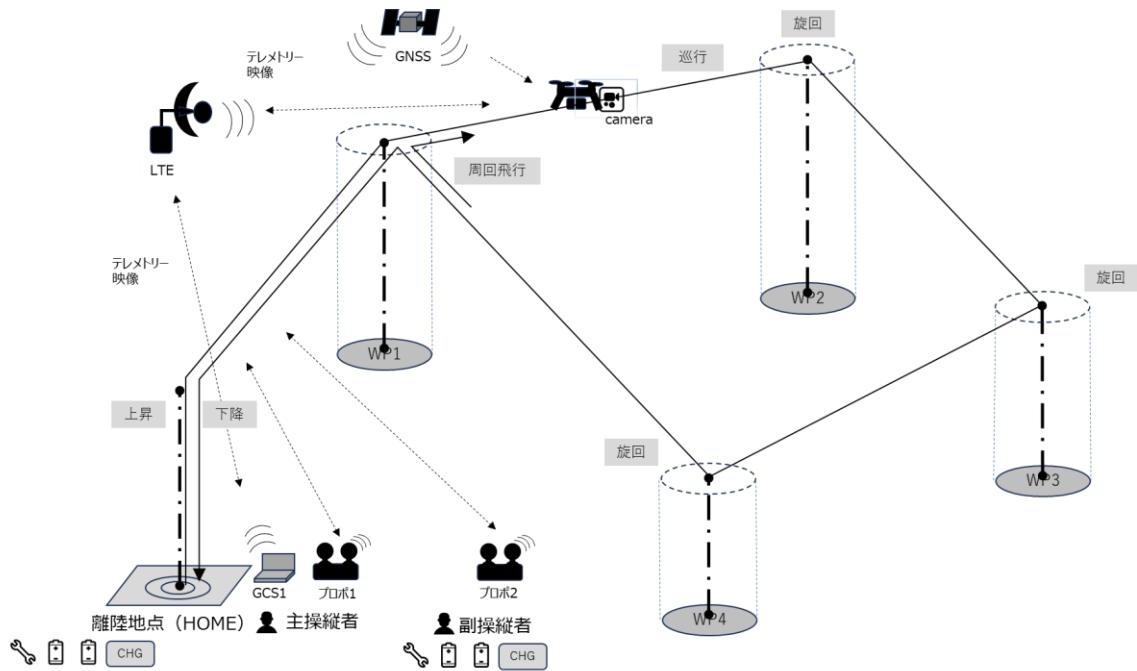 旋回
GNSS
テレメトリー
映像
巡行
camera
LTE
周回飛行
テレメトリー
映像
旋回
WP2
WP1
上昇
下降
旋回
WP3
GCS1
プロポ1
プロポ2
離陸地点（HOME）
主操縦者
副操縦者
WP4
CHG
CHG